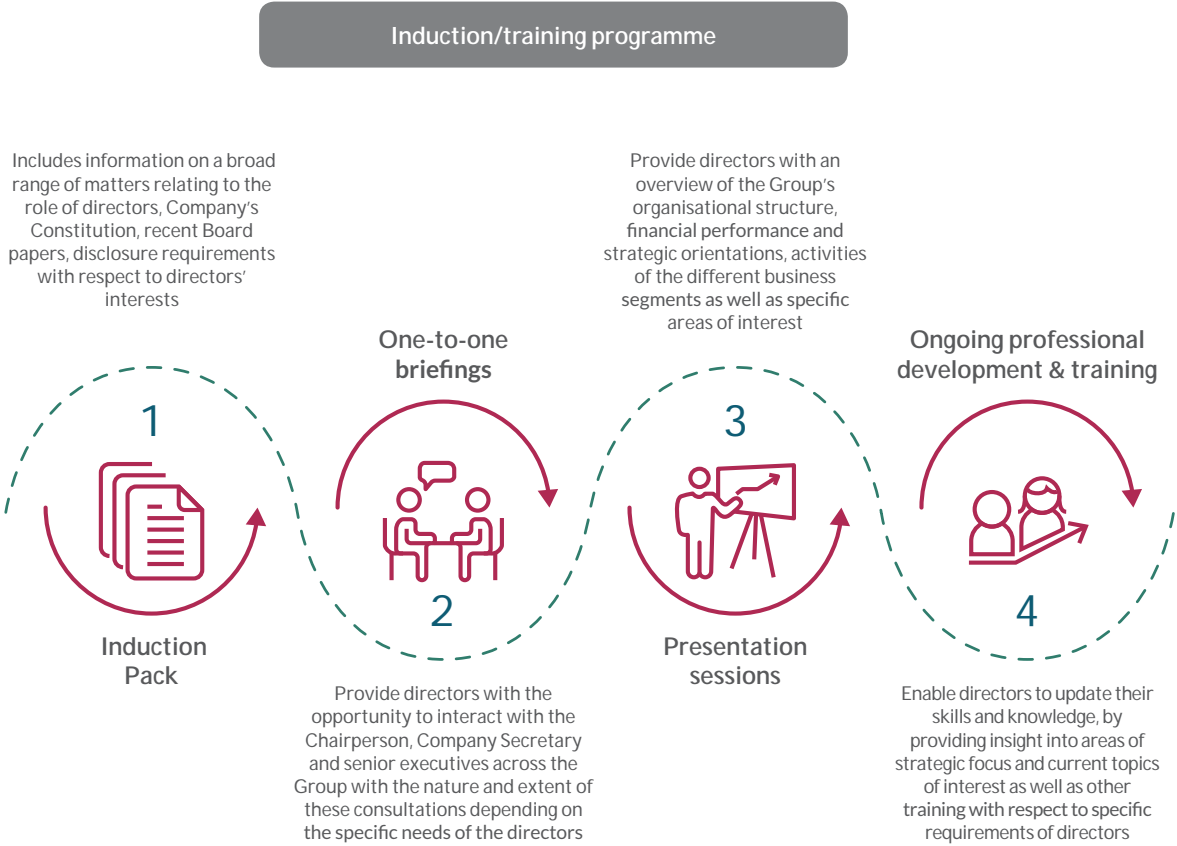 Induction/training programme
Includes information on a broad
range of matters relating to the
role of directors, Company's
Constitution, recent Board
papers, disclosure requirements
with respect to directors'
interests
1
Induction
Pack
One-to-one
briefings
2
Provide directors with the
opportunity to interact with the
Chairperson, Company Secretary
and senior executives across the
Group with the nature and extent of
these consultations depending on
the specific needs of the directors
Provide directors with an
overview of the Group's
organisational structure,
financial performance and
strategic orientations, activities
of the different business
segments as well as specific
areas of interest
3
Presentation
sessions
Ongoing professional
development & training
4
Enable directors to update their
skills and knowledge, by
providing insight into areas of
strategic focus and current topics
of interest as well as other
training with respect to specific
requirements of directors